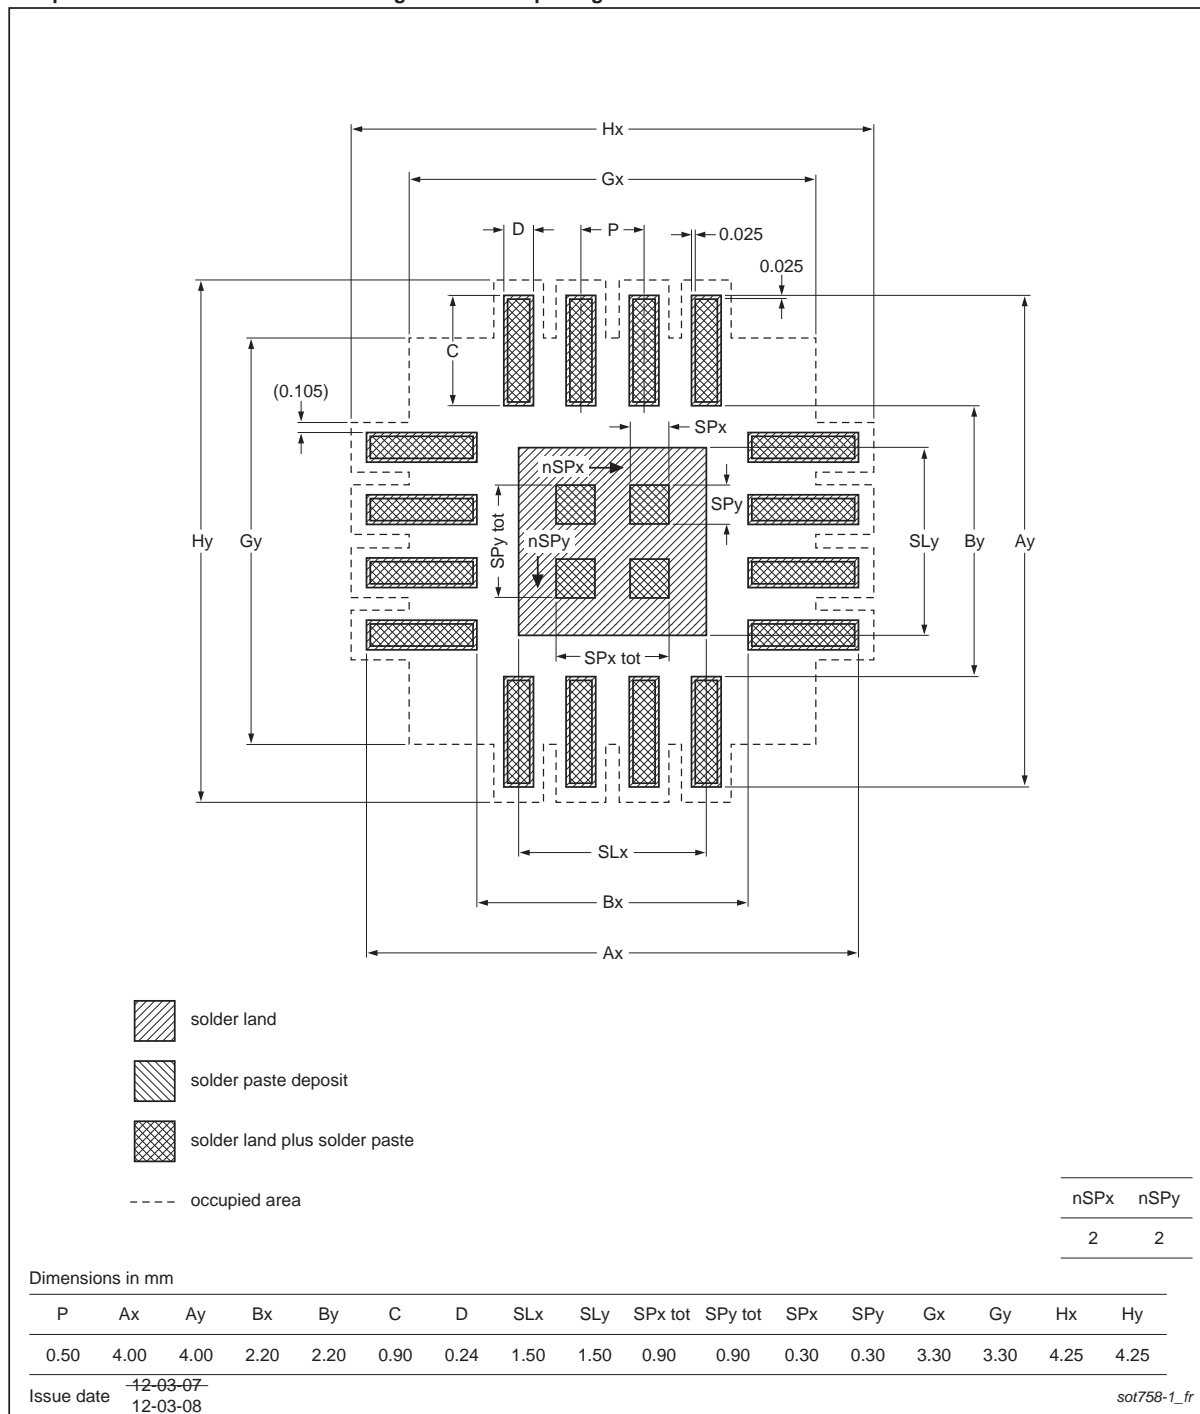 Hx
Gx
D
P
0.025
0.025
C
(0.105)
SPx
nSPx
SPy
SPy tot
nSPy
Hy
Gy
SLy
By
Ay
SPx tot
SLx
Bx
Ax
solder land
solder paste deposit
solder land plus solder paste
occupied area
nSPx nSPy
2 2
Dimensions in mm
P Ax Ay Bx By C D SLx SLy SPx tot SPy tot SPx SPy Gx Gy Hx Hy
0.50 4.00 4.00 2.20 2.20 0.90 0.24 1.50 1.50 0.90 0.90 0.30 0.30 3.30 3.30 4.25 4.25
Issue date 12-03-07
12-03-08
sot758-1_fr